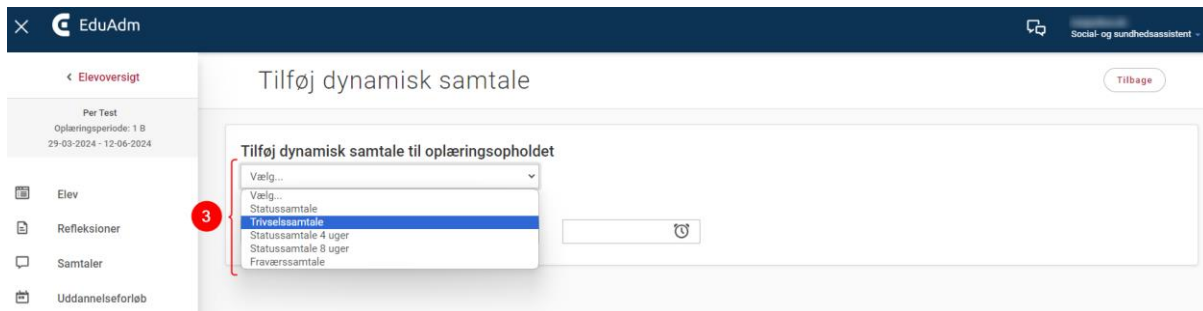 EduAdm
Social- og sundhedsassistent
Elevoversigt
Tilføj dynamisk samtale
Tilbage
Per Test
Oplæringsperiode: 1 B
29-03-2024 - 12-06-2024
Tilføj dynamisk samtale til oplæringsopholdet
Vælg...
Vælg...
Statussamtale
Trivselssamtale
Statussamtale 4 uger
Statussamtale 8 uger
Fraværssamtale
3
Elev
Refleksioner
Samtaler
Uddannelseforløb